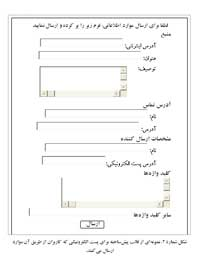 لطفا برای ارسال موارد اطلاعاتی، فرم زیر را پر کرده و ارسال نمایید.
منبع
آدرس اینترنتی:
عنوان:
توصیف:
آدرس تماس
نام:
آدرس:
مشخصات ارسال کننده
نام:
آدرس پست الکترونیکی:
کلید واژه‌ها
سایر کلید واژه‌ها
ارسال
شکل شماره ۲. نمونه‌ای از قالب پیش‌ساخته برای پست الکترونیکی که کاربران از طریق آن موارد
ارسال می‌کنند.